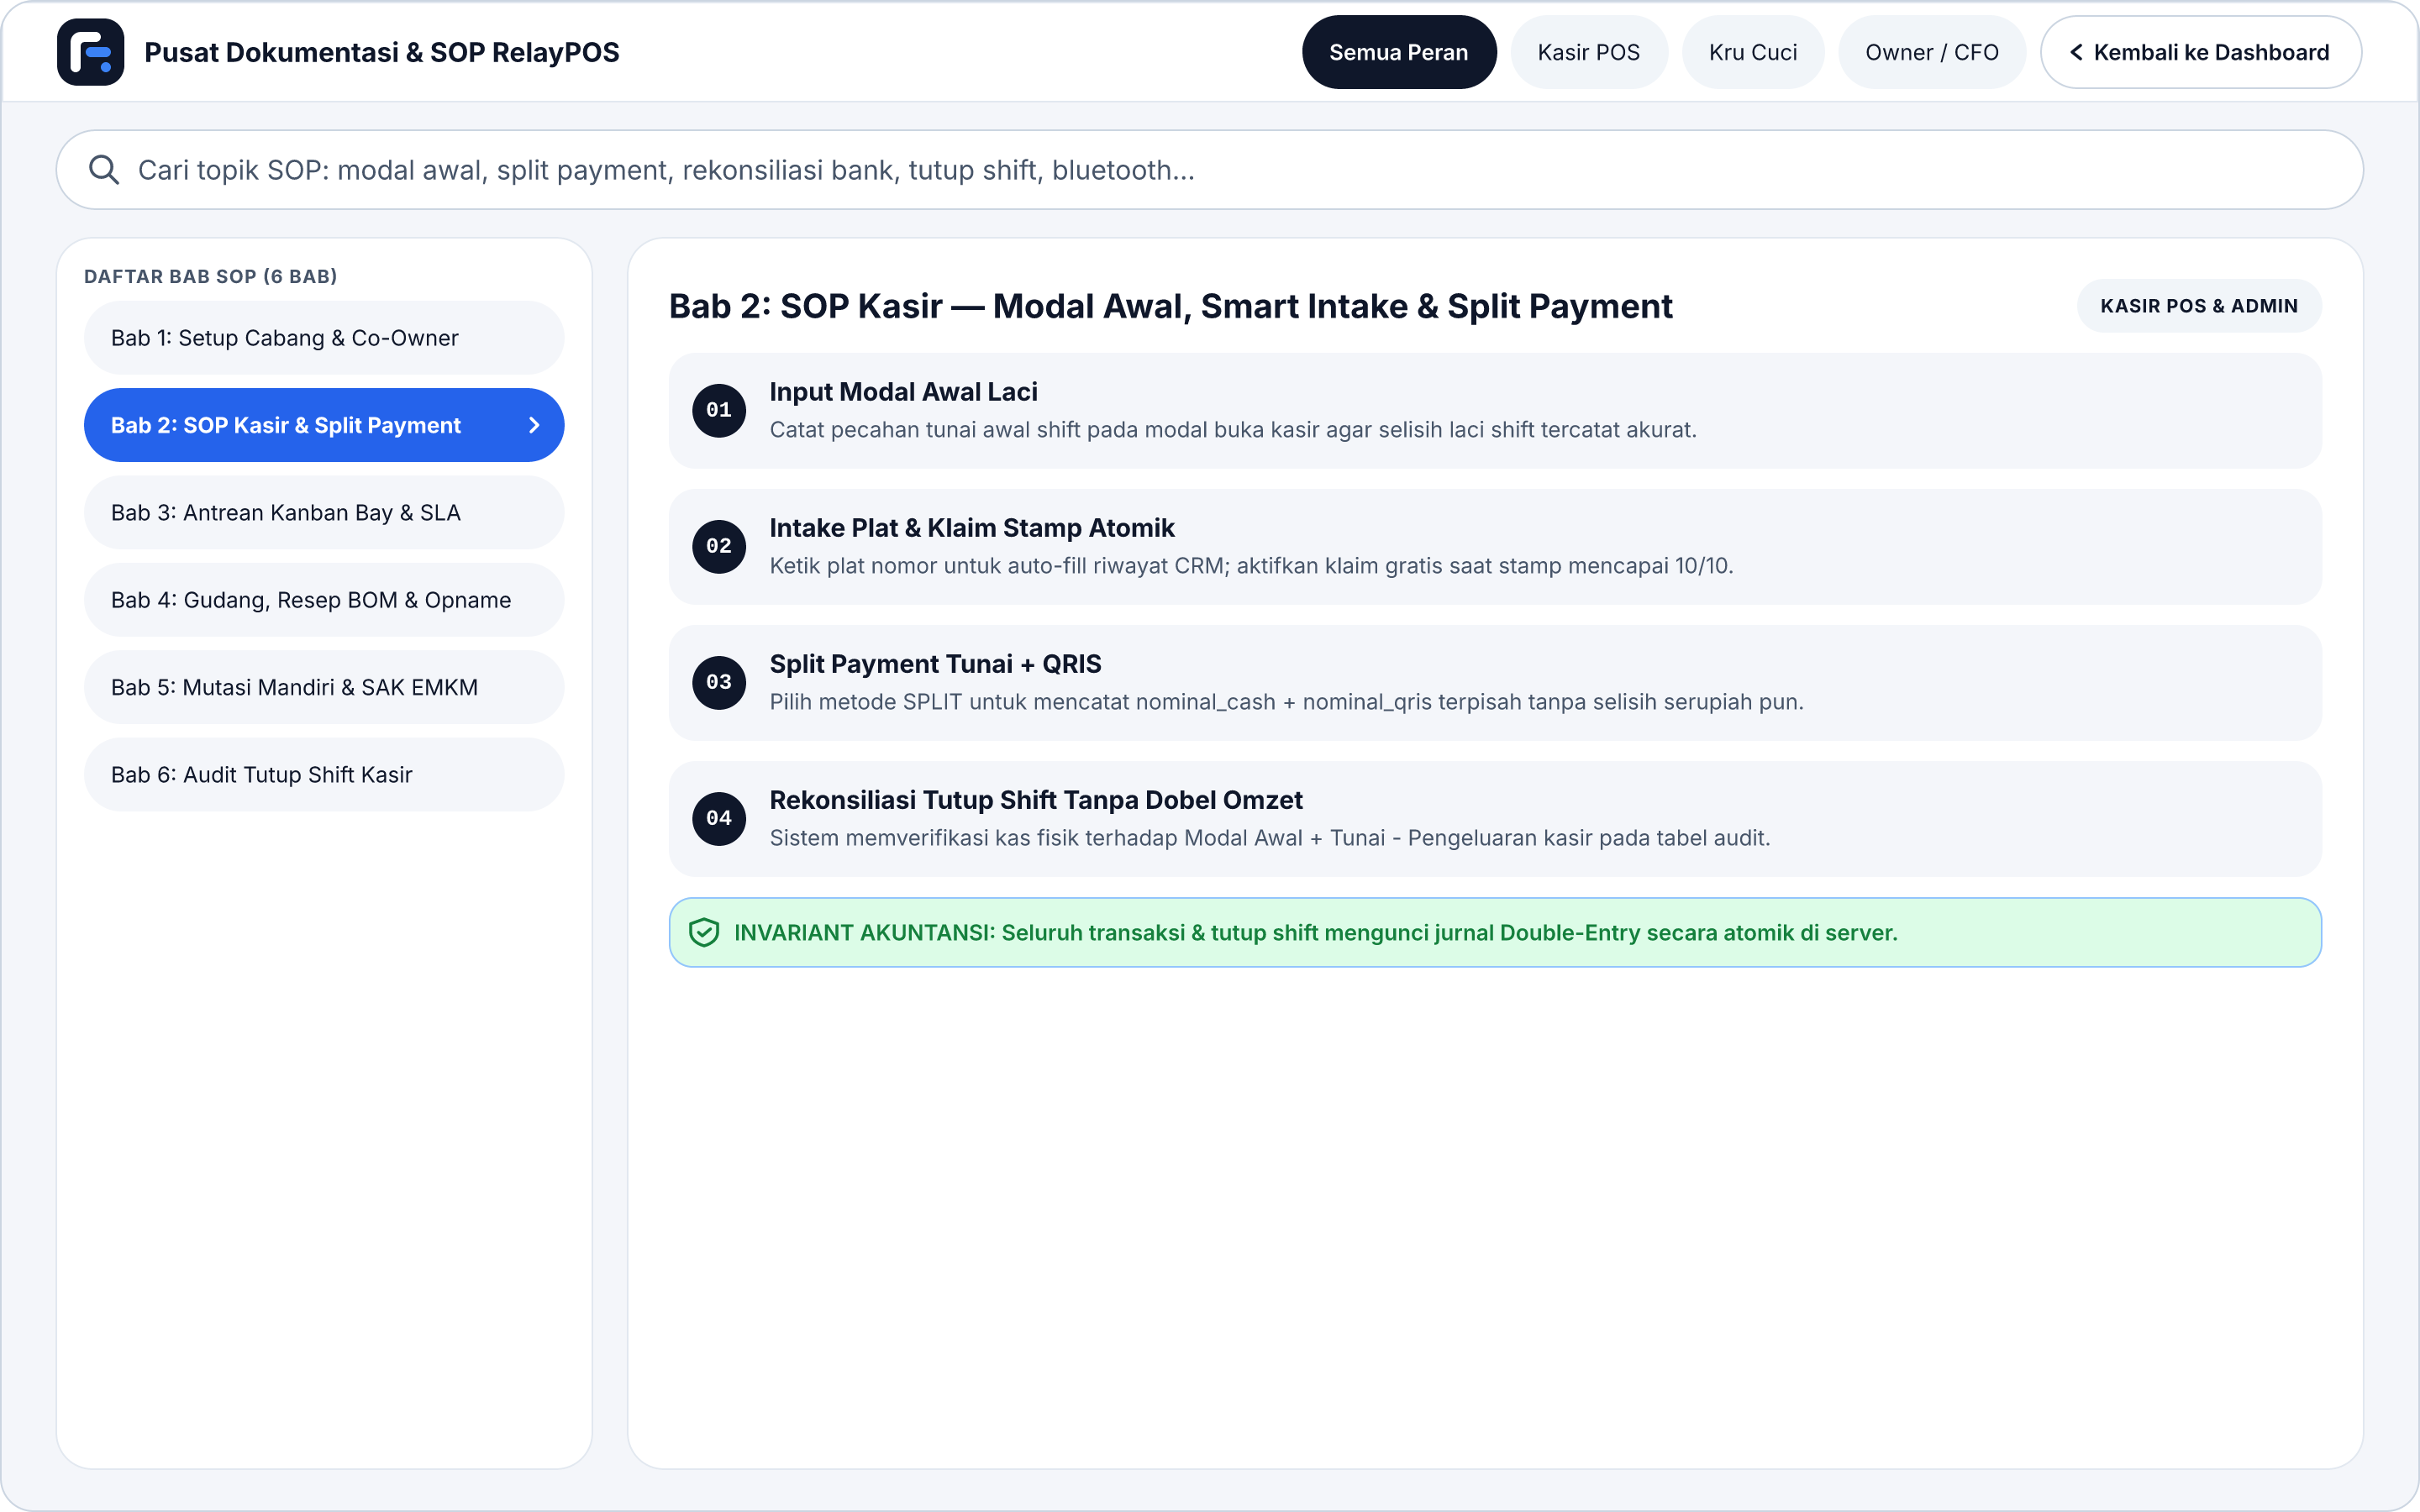 Pusat Dokumentasi & SOP RelayPOS
Semua Peran
Kasir POS
Kru Cuci
Owner / CFO
Kembali ke Dashboard
Cari topik SOP: modal awal, split payment, rekonsiliasi bank, tutup shift, bluetooth...
DAFTAR BAB SOP (6 BAB)
Bab 1: Setup Cabang & Co-Owner
Bab 2: SOP Kasir & Split Payment
Bab 3: Antrean Kanban Bay & SLA
Bab 4: Gudang, Resep BOM & Opname
Bab 5: Mutasi Mandiri & SAK EMKM
Bab 6: Audit Tutup Shift Kasir
Bab 2: SOP Kasir — Modal Awal, Smart Intake & Split Payment
KASIR POS & ADMIN
01
Input Modal Awal Laci
Catat pecahan tunai awal shift pada modal buka kasir agar selisih laci shift tercatat akurat.
02
Intake Plat & Klaim Stamp Atomik
Ketik plat nomor untuk auto-fill riwayat CRM; aktifkan klaim gratis saat stamp mencapai 10/10.
03
Split Payment Tunai + QRIS
Pilih metode SPLIT untuk mencatat nominal_cash + nominal_qris terpisah tanpa selisih serupiah pun.
04
Rekonsiliasi Tutup Shift Tanpa Dobel Omzet
Sistem memverifikasi kas fisik terhadap Modal Awal + Tunai - Pengeluaran kasir pada tabel audit.
INVARIANT AKUNTANSI: Seluruh transaksi & tutup shift mengunci jurnal Double-Entry secara atomik di server.